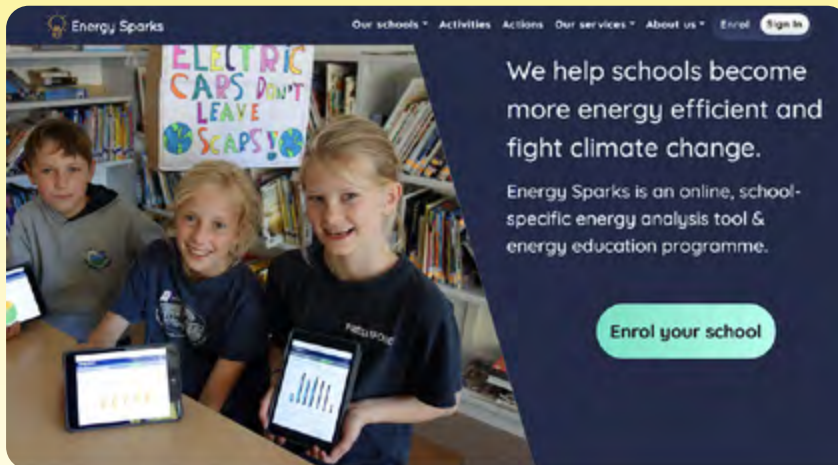 Energy Sparks
Our schools Activities Actions Our services About us Enrol Sign In
ELECTRIC
CARS DON'T
LEAVE
SCARS!
We help schools become
more energy efficient and
fight climate change.
Energy Sparks is an online, school-
specific energy analysis tool &
energy education programme.
Enrol your school